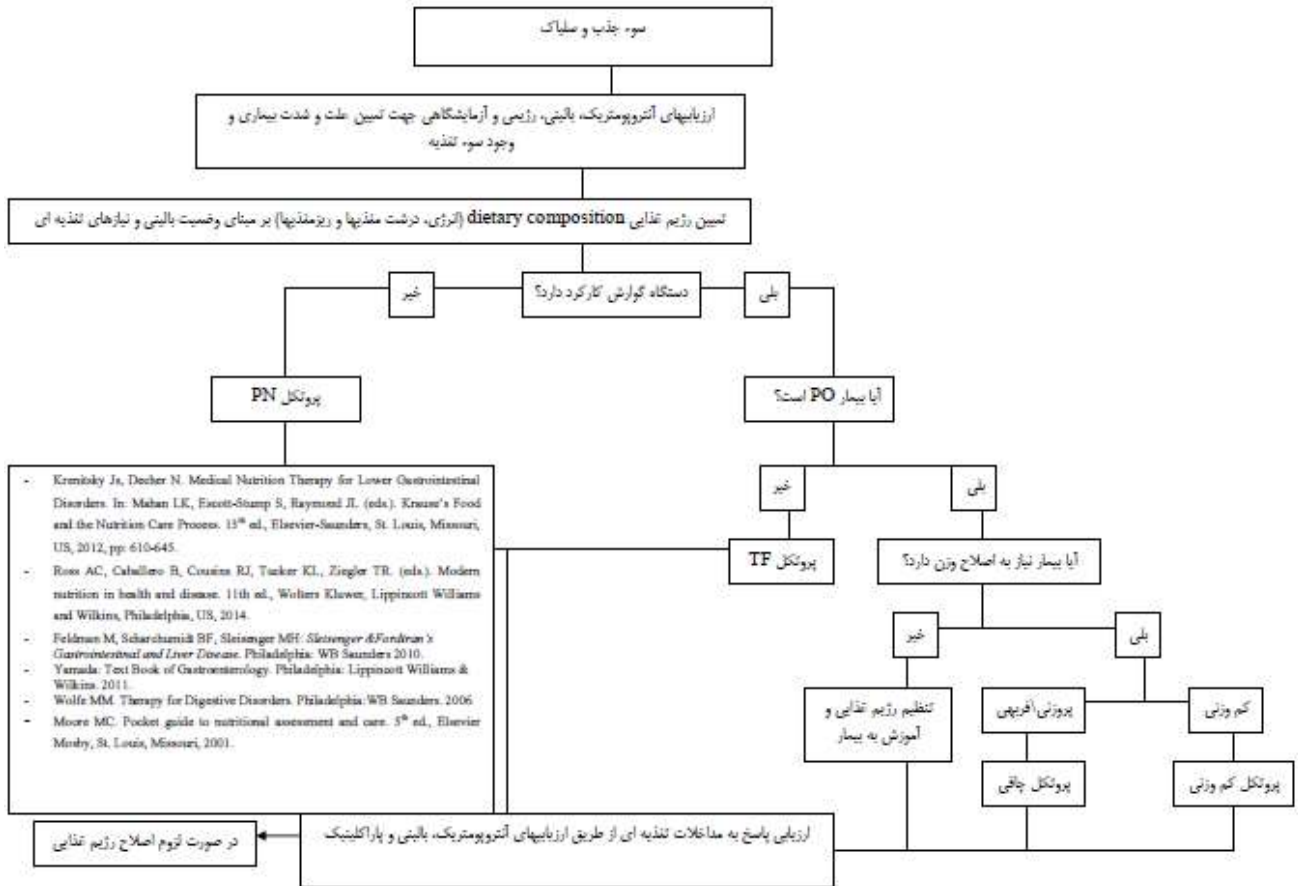 سوء جذب و سلیاک
ارزیابیهای آنتروپومتریک، بالینی، رژیمی و آزمایشگاهی جهت تعیین علت و شدت بیماری و
وجود سوء تغذیه
تعیین رژیم غذایی dietary composition (انرژی، درشت مغذیها و ریزمغذیها) بر مبنای وضعیت بالینی و نیازهای تغذیه ای
دستگاه گوارش کارکرد دارد؟
بلی
خیر
آیا بیمار PO است؟
پروتکل PN
بلی
خیر
آیا بیمار نیاز به اصلاح وزن دارد؟
پروتکل TF
- Krenitsky Js, Decher N. Medical Nutrition Therapy for Lower Gastrointestinal
Disorders. In: Mahan LK, Escott-Stump S, Raymond JL (eds.). Krause's Food
and the Nutrition Care Process. 13th ed., Elsevier-Saunders, St. Louis, Missouri,
US, 2012, pp: 610-645.
- Ross AC, Caballero B, Cousins RJ, Tucker KL, Ziegler TR. (eds.). Modern
nutrition in health and disease. 11th ed., Wolters Kluwer, Lippincott Williams
and Wilkins, Philadelphia, US, 2014.
- Feldman M, Scharchumidt BF, Sleisenger MH: Sleisenger &Fordtran's
Gastrointestinal and Liver Disease. Philadelphia: WB Saunders 2010.
- Yamada: Text Book of Gastroenterology. Philadelphia: Lippincott Williams &
Wilkins. 2011.
- Wolfe MM. Therapy for Digestive Disorders. Philadelphia: WB Saunders. 2006
- Moore MC. Pocket guide to nutritional assessment and care. 5th ed., Elsevier
Mosby, St. Louis, Missouri, 2001.
بلی
خیر
کم وزنی
پروزنی\فربهی
تنظیم رژیم غذایی و
آموزش به بیمار
پروتکل کم وزنی
پروتکل چاقی
ارزیابی پاسخ به مداخلات تغذیه ای از طریق ارزیابیهای آنتروپومتریک، بالینی و پاراکلینیک
در صورت لزوم اصلاح رژیم غذایی